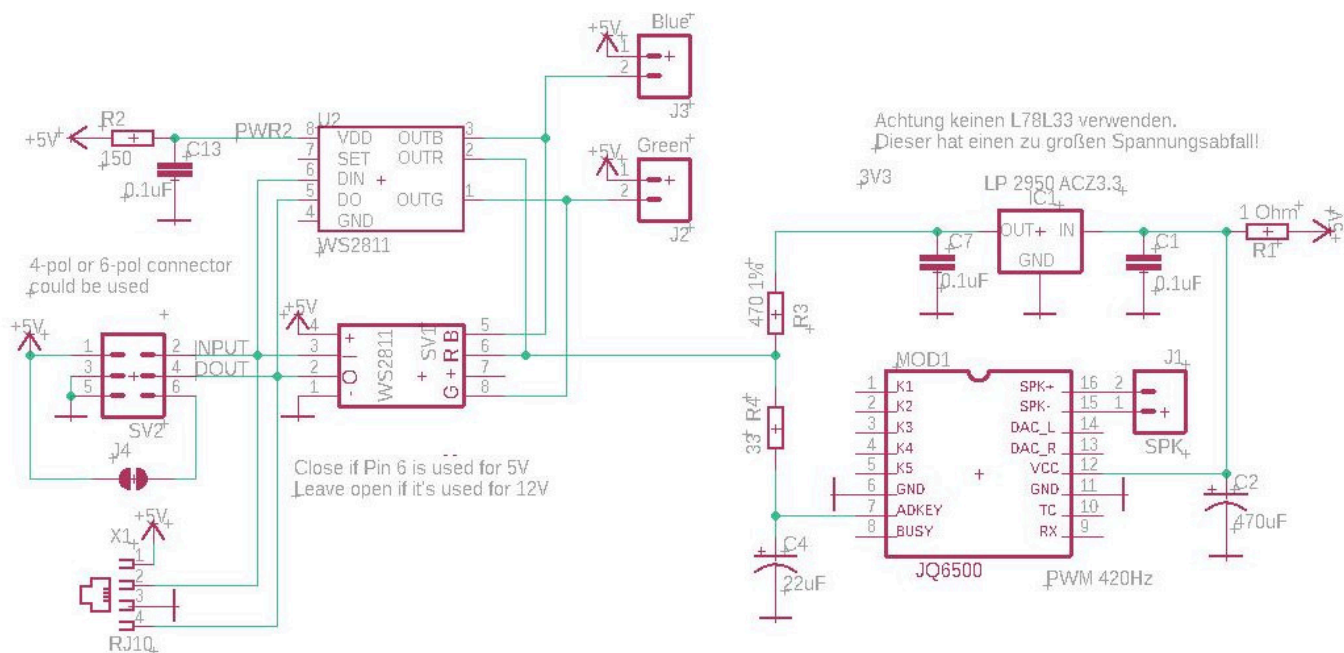 Blue
+5V
1
2
J3
Green
+5V
1
2
J2
R2
+5V
150
C13
0.1uF
PWR2
U2
8 VDD OUTB 3
7 SET OUTR 2
6 DIN
5 DO OUTG 1
4 GND
WS2811
4-pol or 6-pol connector
could be used
+5V
1 2 INPUT
3 4 DOUT
5 6
SV2
J4
+5V
4 + B 5
3 I R 6
2 O + 7
1 - G 8
WS2811
SV1
Close if Pin 6 is used for 5V
Leave open if it's used for 12V
X1
+5V
1
2
3
4
RJ10
Achtung keinen L78L33 verwenden.
Dieser hat einen zu großen Spannungsabfall!
3V3
LP 2950 ACZ3.3
IC1
OUT IN
GND
C7
0.1uF
C1
0.1uF
1 Ohm
R1
+5V
470 1%
R3
33
R4
C4
22uF
MOD1
1 K1 SPK+ 16
2 K2 SPK- 15
3 K3 DAC_L 14
4 K4 DAC_R 13
5 K5 VCC 12
6 GND GND 11
7 ADKEY TC 10
8 BUSY RX 9
JQ6500
PWM 420Hz
J1
2
1
SPK
C2
470uF